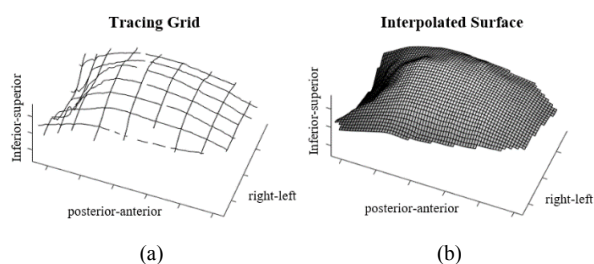 Tracing Grid
Inferior-superior
posterior-anterior
right-left
(a)
Interpolated Surface
Inferior-superior
posterior-anterior
right-left
(b)